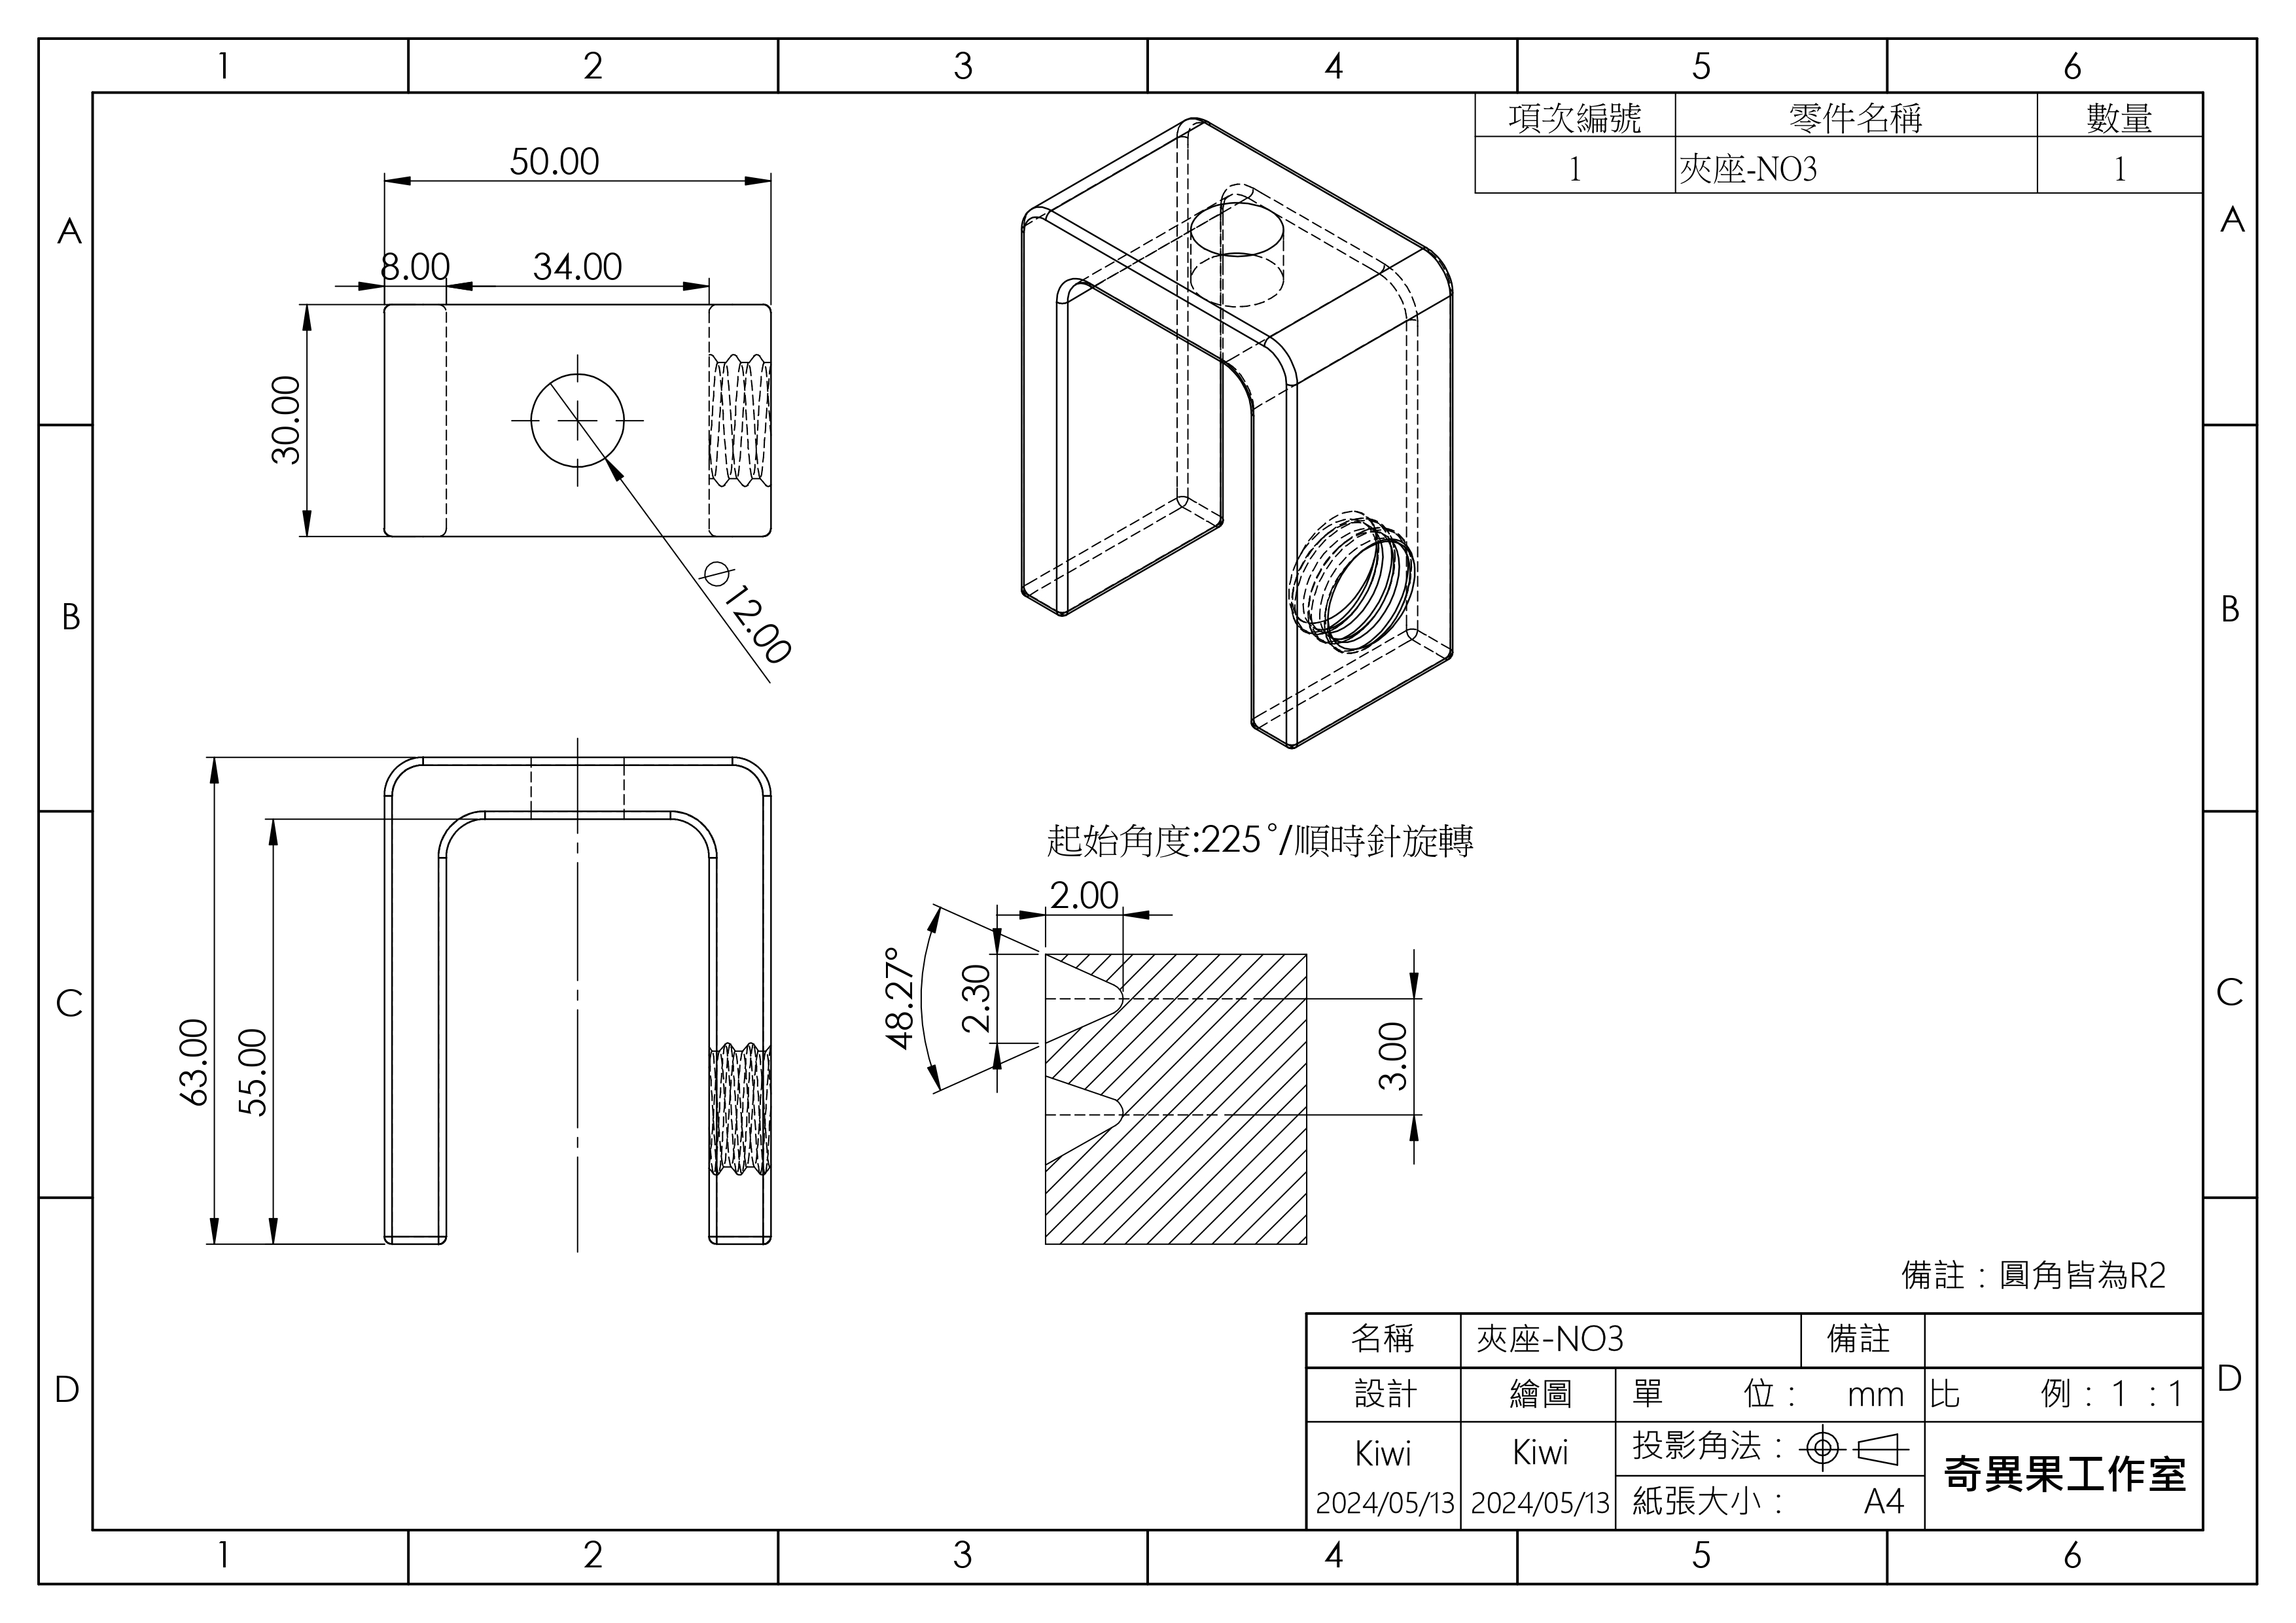 1 2 3 4 5 6
項次編號 零件名稱 數量
1 夾座-NO3 1
A A
50.00
8.00 34.00
30.00
⌀12.00
B B
63.00
55.00
起始角度:225°/順時針旋轉
2.00
48.27°
2.30
3.00
C C
備註：圓角皆為R2
名稱 夾座-NO3 備註
設計 繪圖 單 位： mm 比 例：1 :1
D D
Kiwi Kiwi 投影角法：
奇異果工作室
2024/05/13 2024/05/13 紙張大小： A4
1 2 3 4 5 6